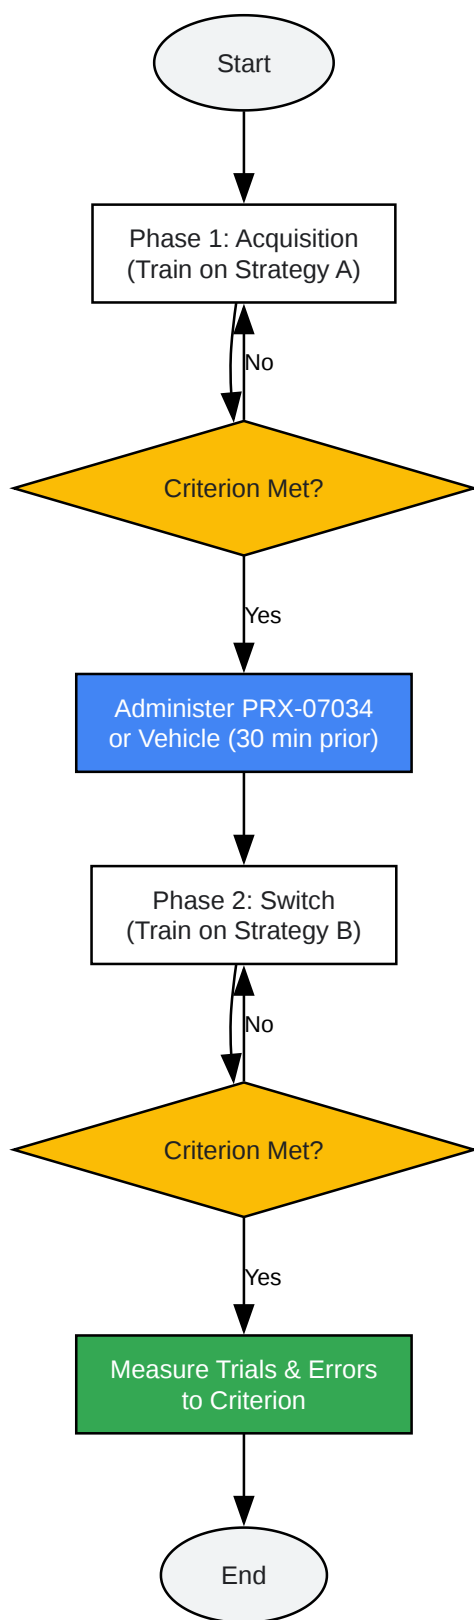 Start
Phase 1: Acquisition
(Train on Strategy A)
No
Criterion Met?
Yes
Administer PRX-07034
or Vehicle (30 min prior)
Phase 2: Switch
(Train on Strategy B)
No
Criterion Met?
Yes
Measure Trials & Errors
to Criterion
End